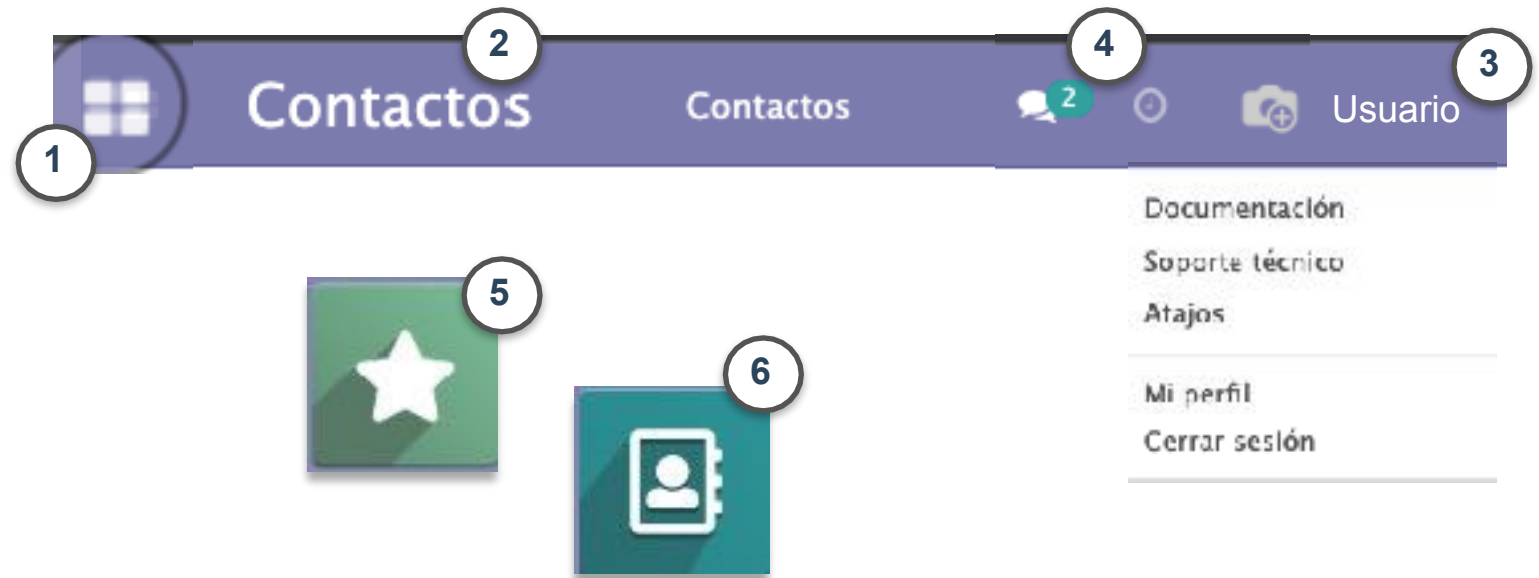 2
4
3
Contactos
Contactos
2
Usuario
1
Documentación
Soporte técnico
Atajos
5
6
Mi perfil
Cerrar sesión